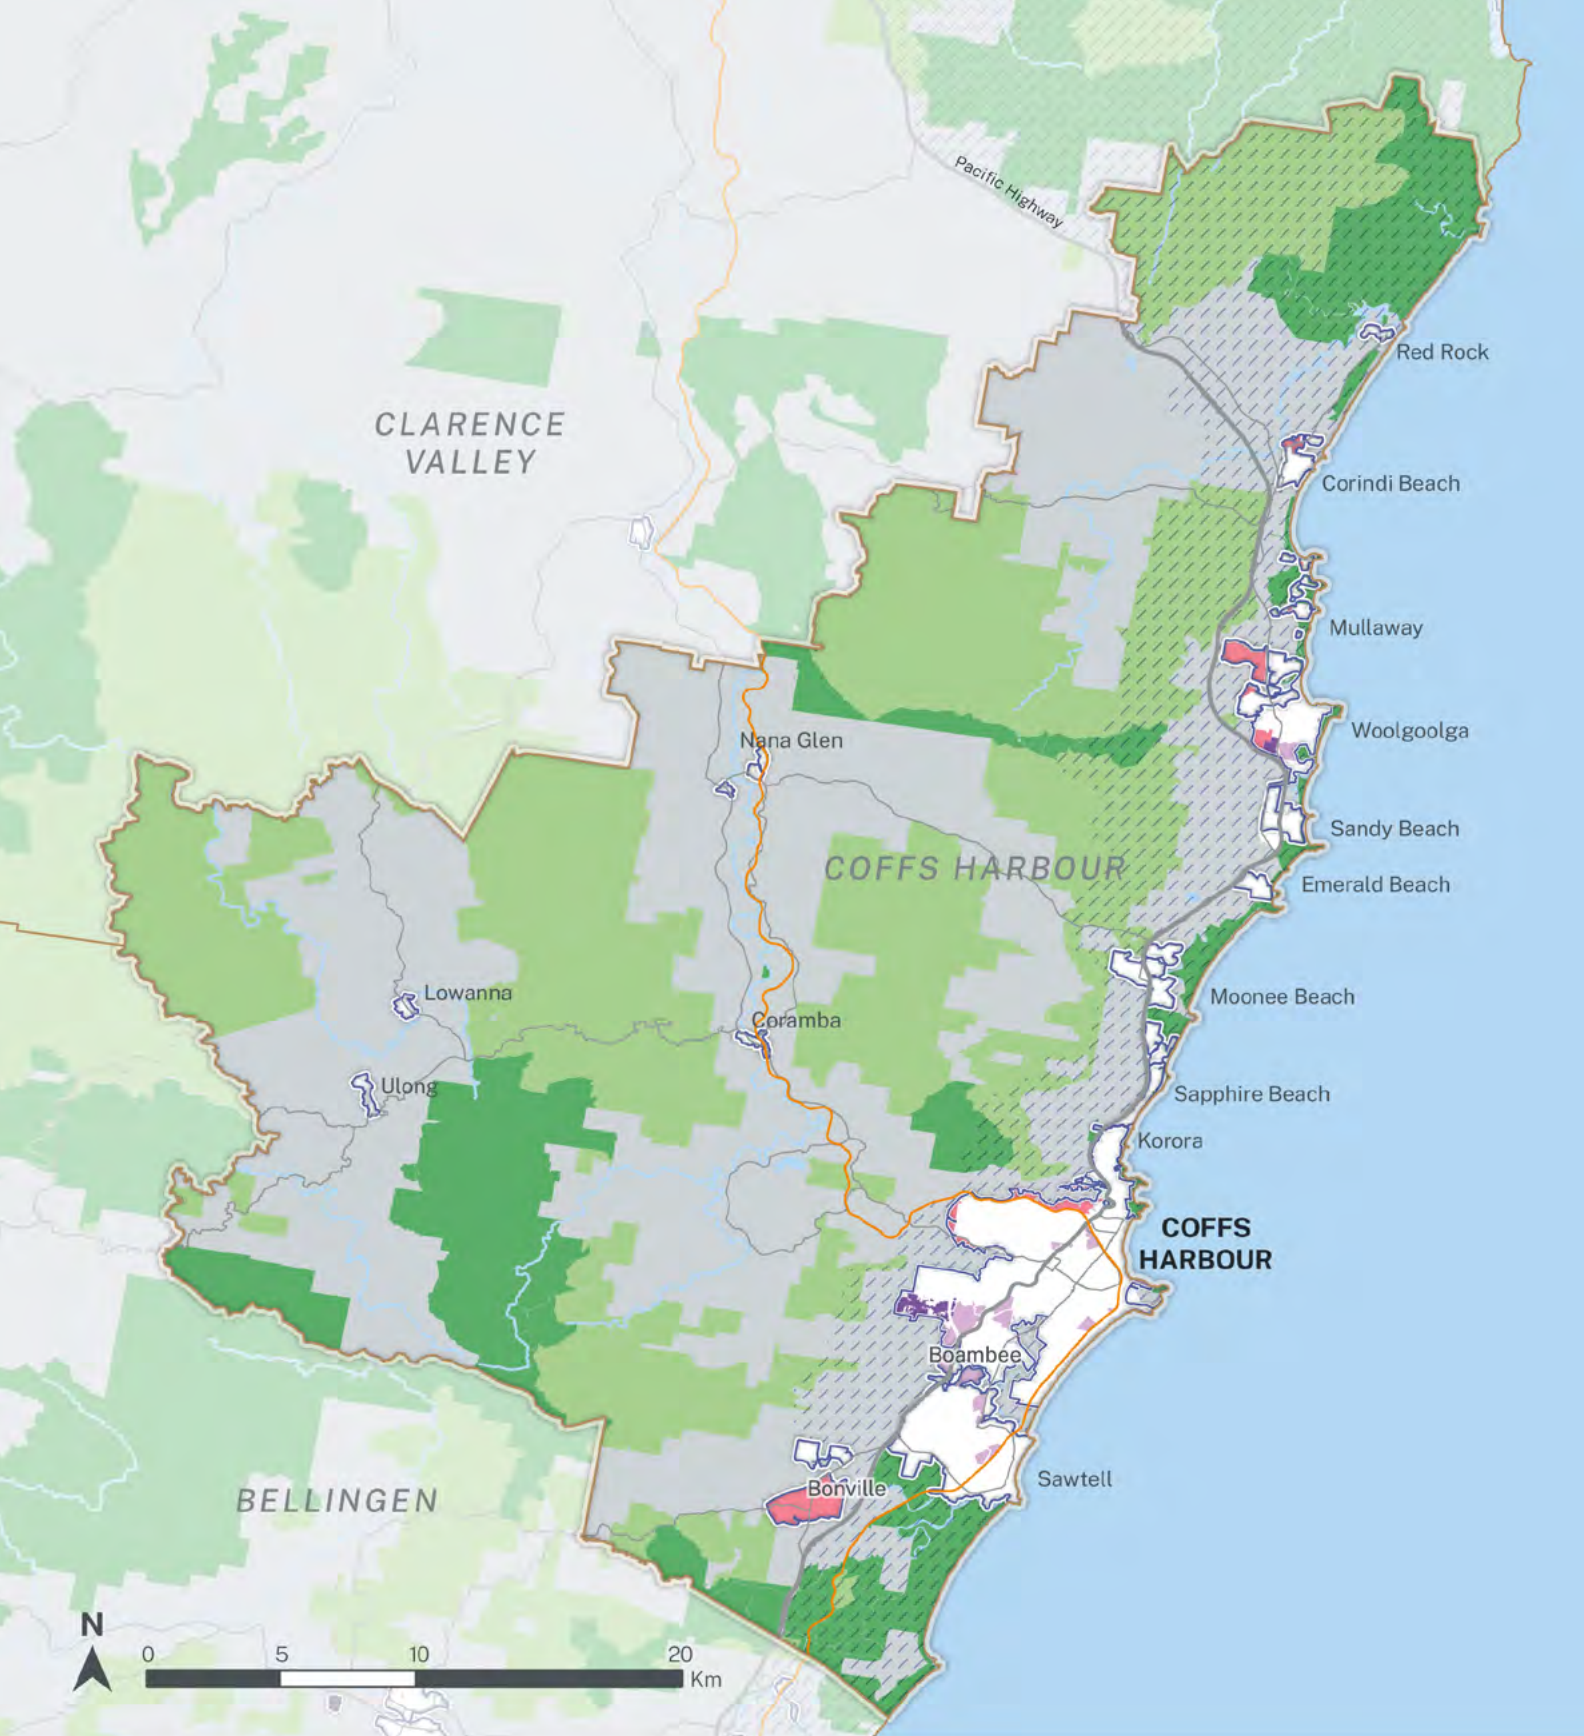 Pacific Highway
Red Rock
CLARENCE
VALLEY
Corindi Beach
Mullaway
Woolgoolga
Nana Glen
Sandy Beach
COFFS HARBOUR
Emerald Beach
Lowanna
Moonee Beach
Coramba
Ulong
Sapphire Beach
Korora
COFFS
HARBOUR
Boambee
Sawtell
Bonville
BELLINGEN
N
0 5 10 20
Km